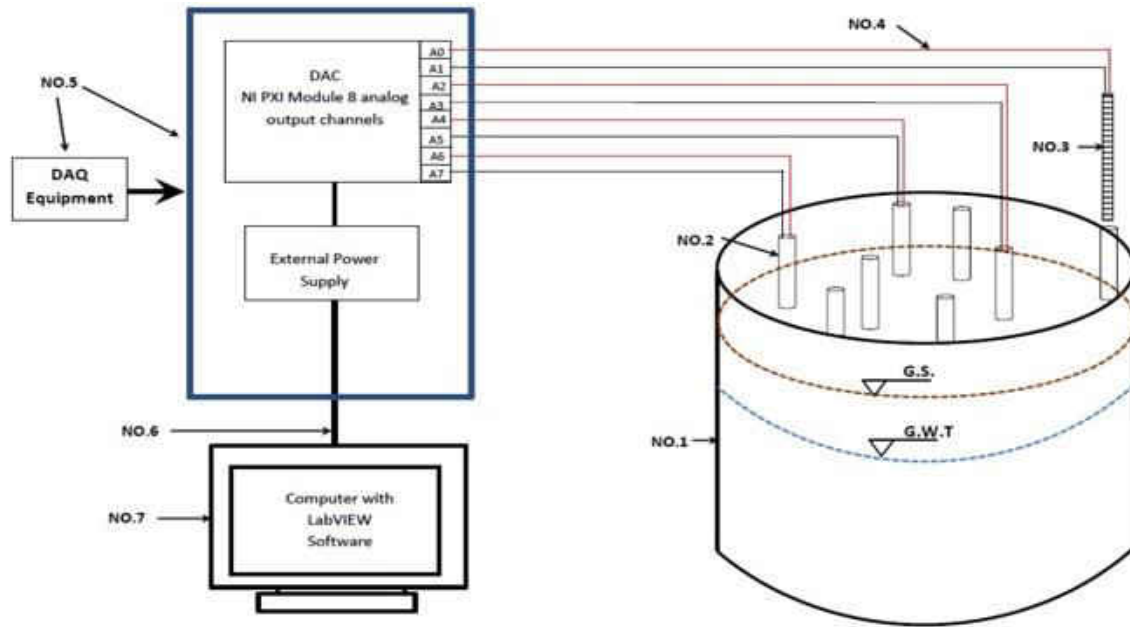 NO.4
A0
A1
A2
A3
A4
A5
A6
A7
DAC
NI PXI Module 8 analog
output channels
NO.5
DAQ
Equipment
NO.3
NO.2
External Power
Supply
G.S.
G.W.T
NO.1
NO.6
NO.7
Computer with
LabVIEW
Software